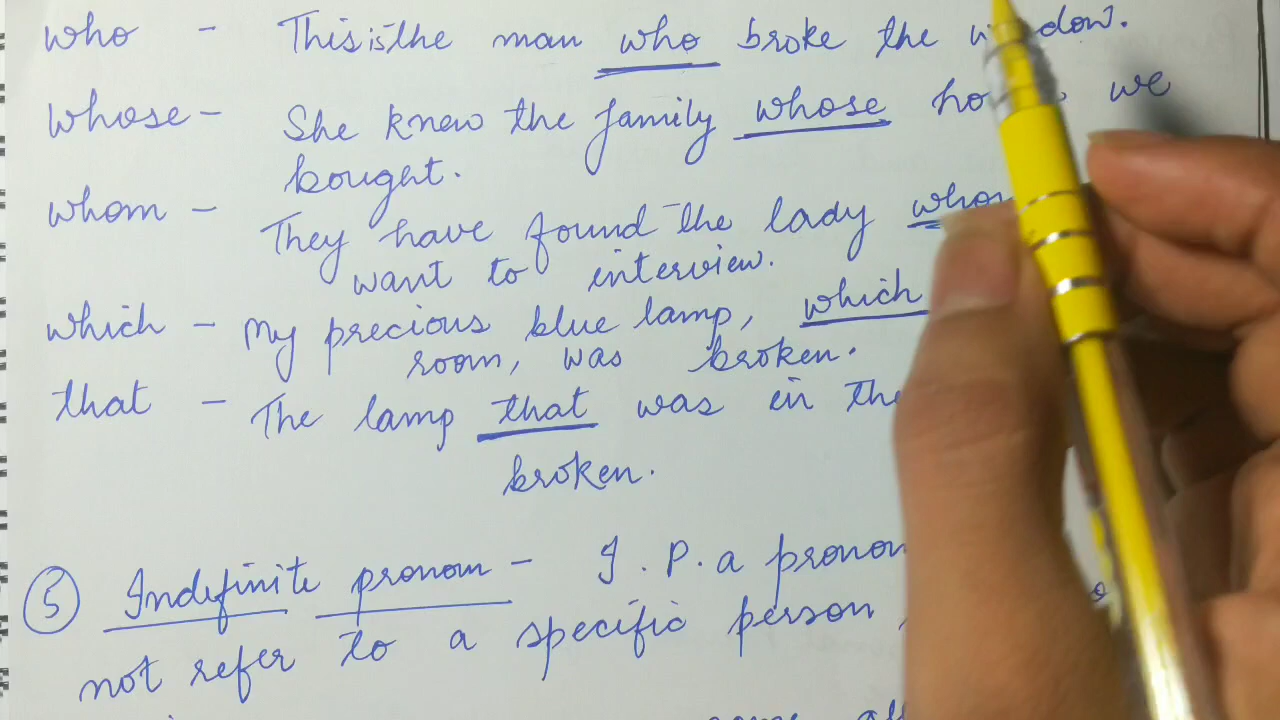 who - This is the man who broke the
whose - She knew the family whose we
bought.
whom - They have found the lady
want to interview.
which - My precious blue lamp, which
room, was broken.
that - The lamp that was in the
broken.
5 Indefinite pronoun - I. P. a
not refer to a specific person,